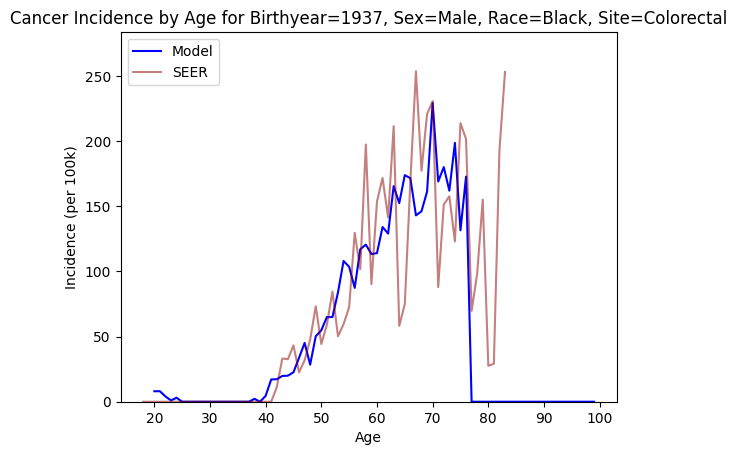 Cancer Incidence by Age for Birthyear=1937, Sex=Male, Race=Black, Site=Colorectal
Model
SEER
250
200
150
100
50
0
Incidence (per 100k)
20 30 40 50 60 70 80 90 100
Age